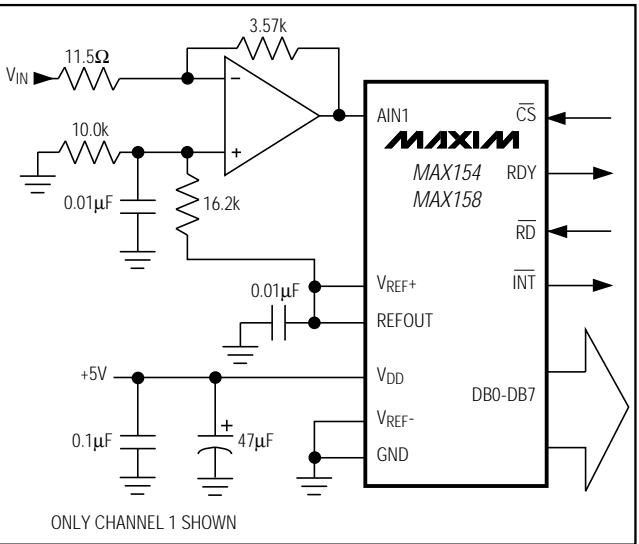 3.57k
11.5Ω
VIN
−
+
10.0k
0.01µF
16.2k
0.01µF
+5V
0.1µF
+
47µF
AIN1
CS
MAXIM
MAX154
MAX158
RDY
RD
VREF+
INT
REFOUT
VDD
DB0-DB7
VREF-
GND
ONLY CHANNEL 1 SHOWN